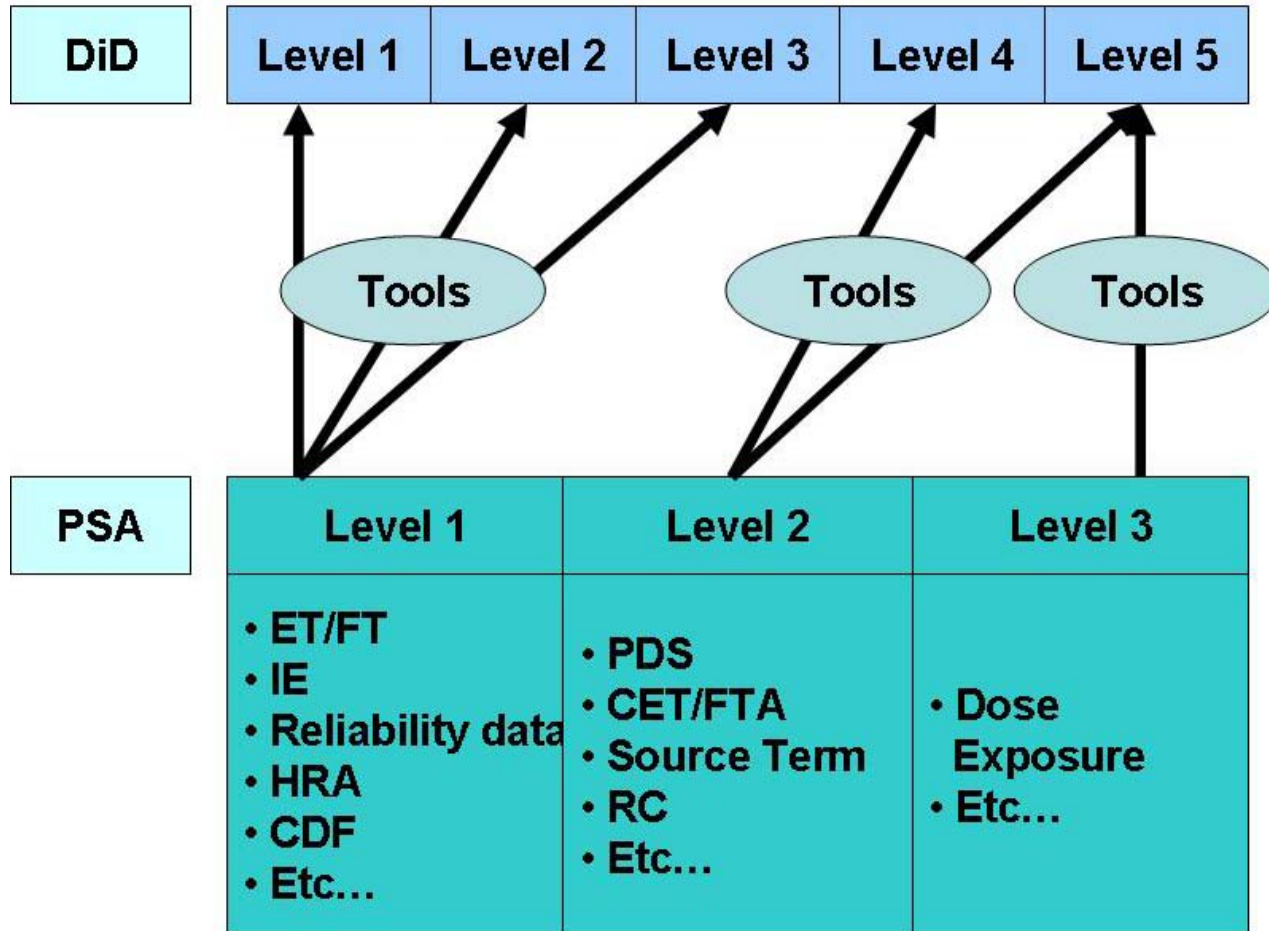 DiD
Level 1
Level 2
Level 3
Level 4
Level 5
Tools
Tools
Tools
PSA
Level 1
Level 2
Level 3
• ET/FT
• IE
• Reliability data
• HRA
• CDF
• Etc…
• PDS
• CET/FTA
• Source Term
• RC
• Etc…
• Dose
Exposure
• Etc…